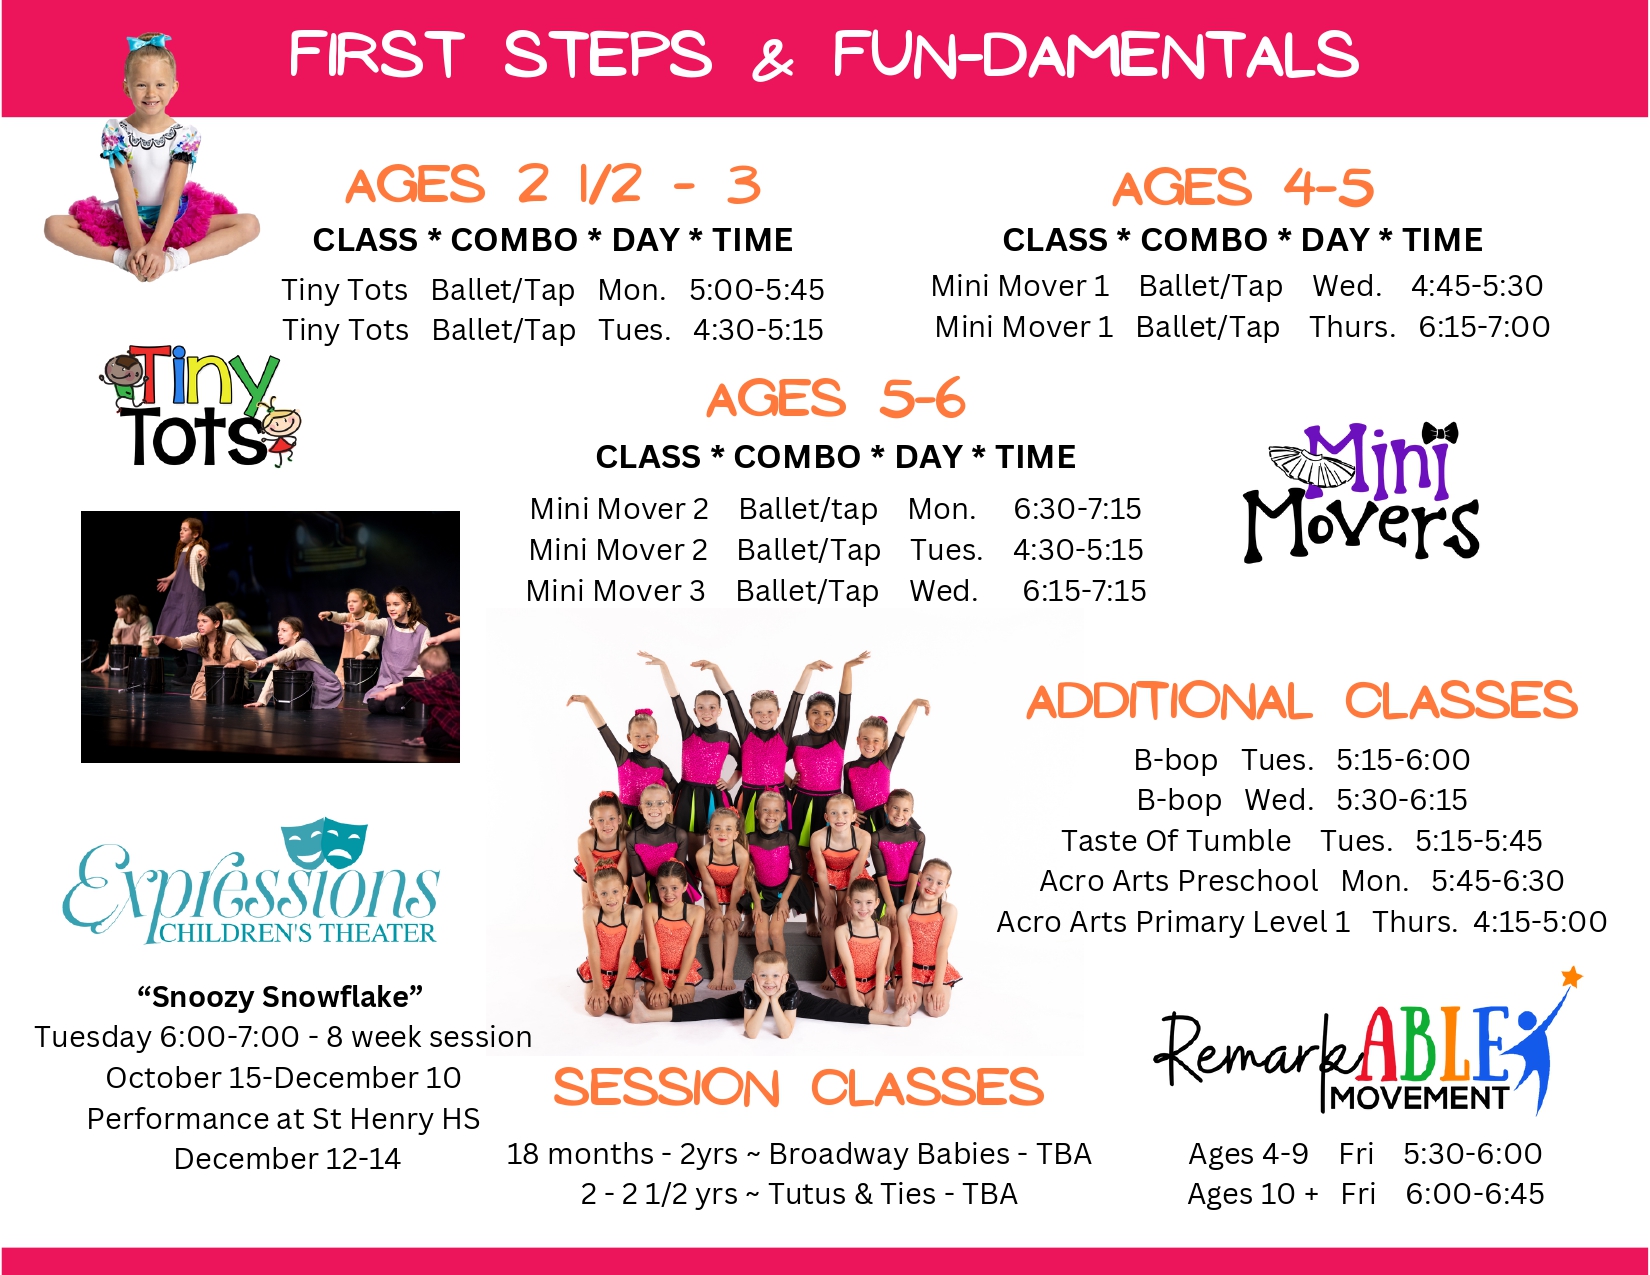 FIRST STEPS & FUN-DAMENTALS
AGES 2 1/2 - 3
CLASS * COMBO * DAY * TIME
Tiny Tots Ballet/Tap Mon. 5:00-5:45
Tiny Tots Ballet/Tap Tues. 4:30-5:15
AGES 4-5
CLASS * COMBO * DAY * TIME
Mini Mover 1 Ballet/Tap Wed. 4:45-5:30
Mini Mover 1 Ballet/Tap Thurs. 6:15-7:00
Tiny
Tots
AGES 5-6
CLASS * COMBO * DAY * TIME
Mini Mover 2 Ballet/tap Mon. 6:30-7:15
Mini Mover 2 Ballet/Tap Tues. 4:30-5:15
Mini Mover 3 Ballet/Tap Wed. 6:15-7:15
Mini
Movers
ADDITIONAL CLASSES
B-bop Tues. 5:15-6:00
B-bop Wed. 5:30-6:15
Taste Of Tumble Tues. 5:15-5:45
Acro Arts Preschool Mon. 5:45-6:30
Acro Arts Primary Level 1 Thurs. 4:15-5:00
Expressions
CHILDREN'S THEATER
“Snoozy Snowflake”
Tuesday 6:00-7:00 - 8 week session
October 15-December 10
Performance at St Henry HS
December 12-14
SESSION CLASSES
18 months - 2yrs ~ Broadway Babies - TBA
2 - 2 1/2 yrs ~ Tutus & Ties - TBA
RemarkABLE
MOVEMENT
Ages 4-9 Fri 5:30-6:00
Ages 10 + Fri 6:00-6:45